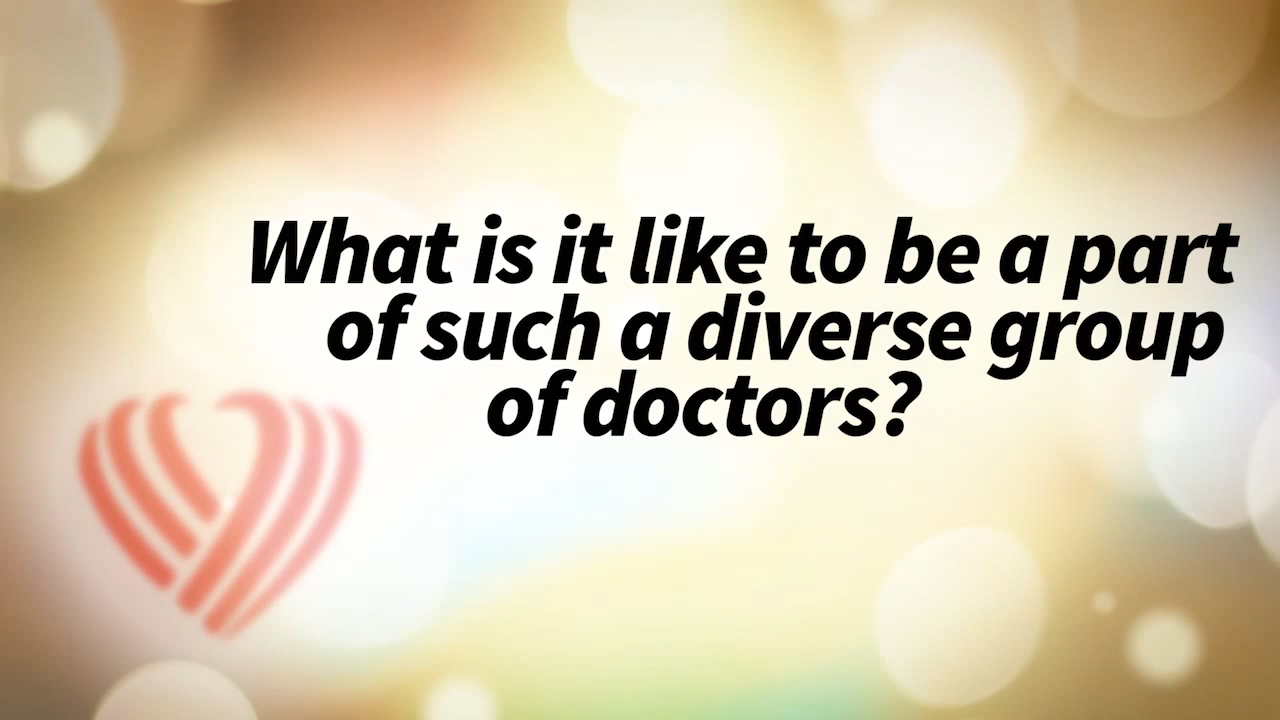 What is it like to be a part
of such a diverse group
of doctors?